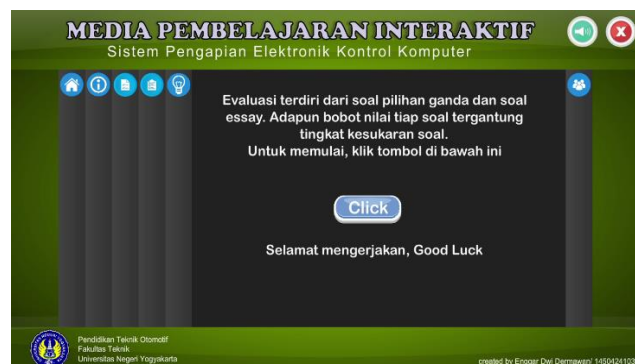 MEDIA PEMBELAJARAN INTERAKTIF
Sistem Pengapian Elektronik Kontrol Komputer
Evaluasi terdiri dari soal pilihan ganda dan soal
essay. Adapun bobot nilai tiap soal tergantung
tingkat kesukaran soal.
Untuk memulai, klik tombol di bawah ini
Click
Selamat mengerjakan, Good Luck
Pendidikan Teknik Otomotif
Fakultas Teknik
Universitas Negeri Yogyakarta
created by Enggar Dwi Dermawan/ 1450424103